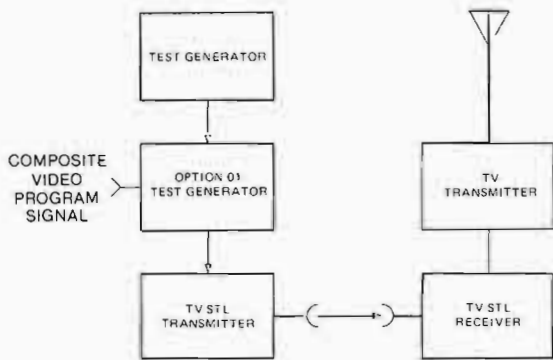 TEST GENERATOR
COMPOSITE
VIDEO
PROGRAM
SIGNAL
OPTION 01
TEST GENERATOR
TV
TRANSMITTER
TV STL
TRANSMITTER
TV STL
RECEIVER